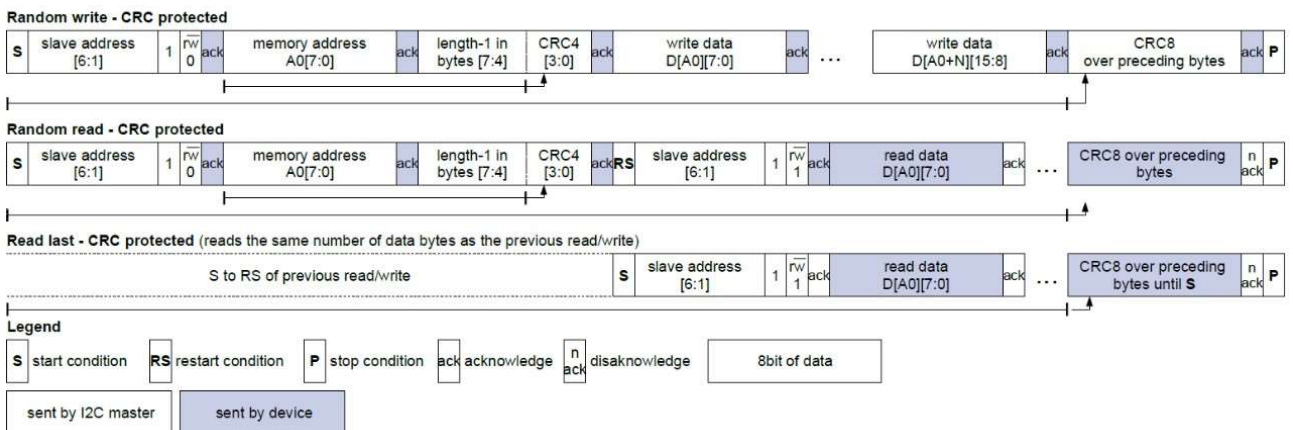 Random write - CRC protected
S slave address [6:1] 1 rw 0 ack memory address A0[7:0] ack length-1 in bytes [7:4] CRC4 [3:0] ack write data D[A0][7:0] ack ... write data D[A0+N][15:8] ack CRC8 over preceding bytes ack P
Random read - CRC protected
S slave address [6:1] 1 rw 0 ack memory address A0[7:0] ack length-1 in bytes [7:4] CRC4 [3:0] ack RS slave address [6:1] 1 rw 1 ack read data D[A0][7:0] ack ... CRC8 over preceding bytes n ack P
Read last - CRC protected (reads the same number of data bytes as the previous read/write)
S to RS of previous read/write S slave address [6:1] 1 rw 1 ack read data D[A0][7:0] ack ... CRC8 over preceding bytes until S n ack P
Legend
S start condition RS restart condition P stop condition ack acknowledge n ack disaknowledge 8bit of data
sent by I2C master sent by device